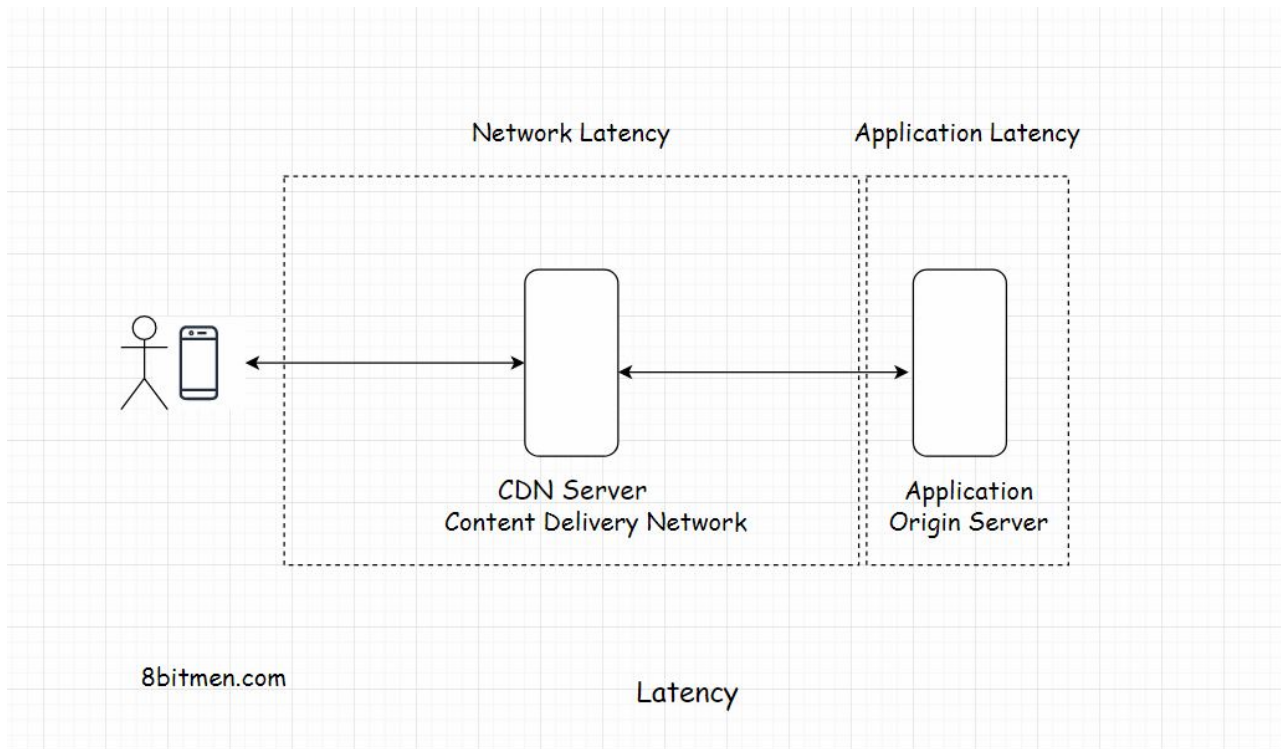 Network Latency
Application Latency
CDN Server
Content Delivery Network
Application
Origin Server
8bitmen.com
Latency